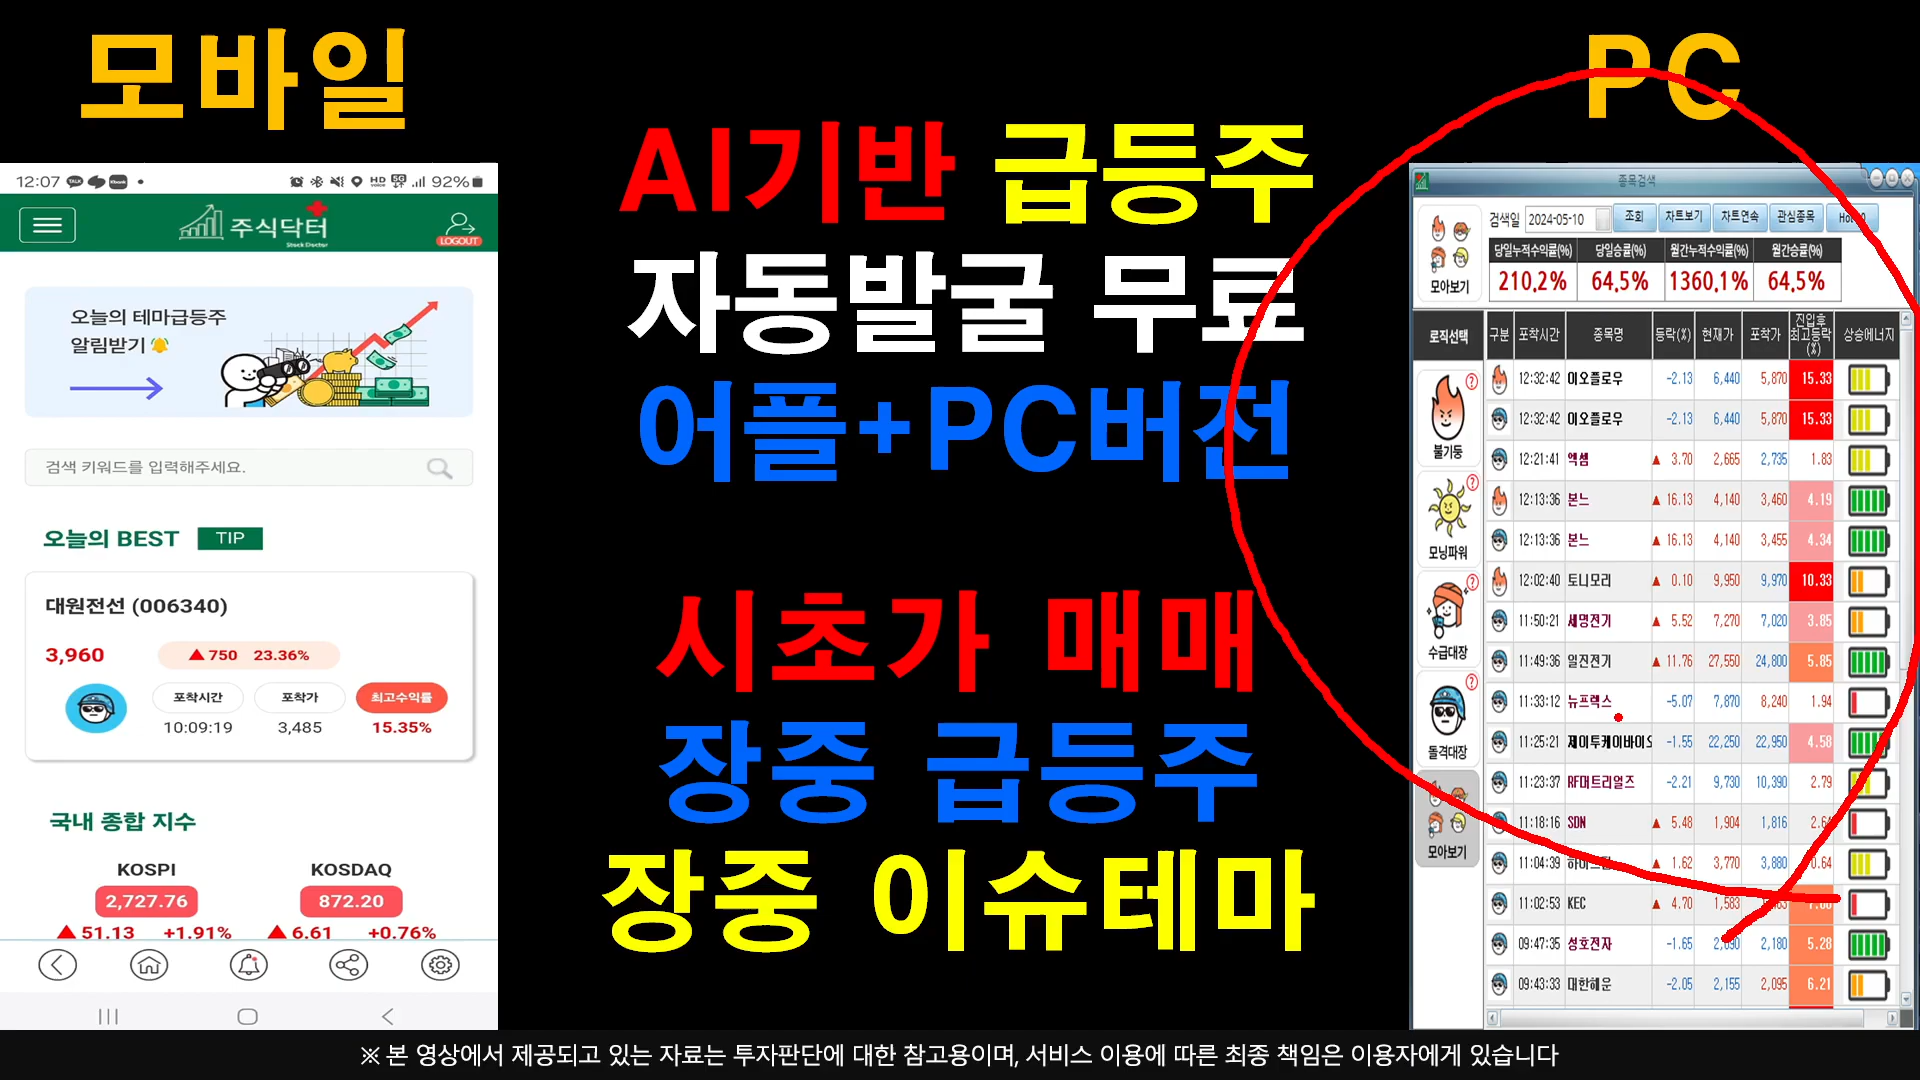 모바일
PC
AI기반 급등주
자동발굴 무료
어플+PC버전
시초가 매매
장중 급등주
장중 이슈테마
12:07
92%
주식닥터
Stock Doctor
LOGOUT
오늘의 테마급등주
알림받기
검색 키워드를 입력해주세요.
오늘의 BEST TIP
대원전선 (006340)
3,960 ▲750 23.36%
포착시간 포착가 최고수익률
10:09:19 3,485 15.35%
국내 종합 지수
KOSPI KOSDAQ
2,727.76 872.20
▲51.13 +1.91% ▲6.61 +0.76%
종목검색
검색일 2024-05-10 조회 차트보기 차트연속 관심종목
당일누적수익률(%) 당일승률(%) 월간누적수익률(%) 월간승률(%)
210,2% 64,5% 1360,1% 64,5%
모아보기
로직선택
불기둥
모닝파워
수급대장
돌격대장
모아보기
구분 포착시간 종목명 등락(%) 현재가 포착가 진입후 최고등락 (%) 상승에너지
12:32:42 이오플로우 -2.13 6,440 5,870 15.33
12:32:42 이오플로우 -2.13 6,440 5,870 15.33
12:21:41 엑셈 ▲ 3.70 2,665 2,735 1.83
12:13:36 본느 ▲ 16.13 4,140 3,460 4.19
12:13:36 본느 ▲ 16.13 4,140 3,455 4.34
12:02:40 토니모리 ▲ 0.10 9,950 9,970 10.33
11:50:21 세명전기 ▲ 5.52 7,270 7,020 3.85
11:49:36 일진전기 ▲ 11.76 27,550 24,800 5.85
11:33:12 뉴프렉스 -5.07 7,870 8,240 1.94
11:25:21 제이투케이바이오 -1.55 22,250 22,950 4.58
11:23:37 RF머트리얼즈 -2.21 9,730 10,390 2.79
11:18:16 SDN ▲ 5.48 1,904 1,816
11:04:39 ▲ 1.62 3,770 3,880 0.64
11:02:53 KEC ▲ 4.70 1,583
09:47:35 성호전자 -1.65 2,180 5.28
09:43:33 대한해운 -2.05 2,155 2,095 6.21
※ 본 영상에서 제공되고 있는 자료는 투자판단에 대한 참고용이며, 서비스 이용에 따른 최종 책임은 이용자에게 있습니다